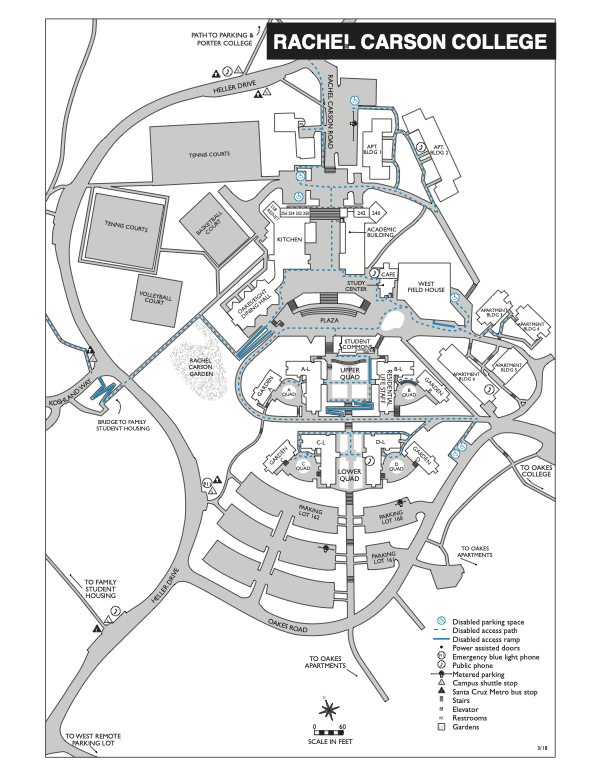 PATH TO PARKING &
PORTER COLLEGE
RACHEL CARSON COLLEGE
HELLER DRIVE
RACHEL CARSON ROAD
TENNIS COURTS
APT.
BLDG 1
APT.
BLDG 2
TENNIS COURTS
BASKETBALL
COURT
VOLLEYBALL
COURT
254 252 250
242
240
ACADEMIC
BUILDING
KITCHEN
CAFE
STUDY
CENTER
WEST
FIELD HOUSE
OAKES/EIGHT
DINING HALL
PLAZA
APARTMENT
BLDG 3
APARTMENT
BLDG 4
STUDENT
COMMONS
RACHEL
CARSON
GARDEN
APARTMENT
BLDG 5
APARTMENT
BLDG 6
A-L
UPPER
QUAD
RESIDENTIAL
LIFE STAFF
B-L
GARDEN
A
QUAD
B
QUAD
GARDEN
KOSHLAND WAY
BRIDGE TO FAMILY
STUDENT HOUSING
C-L
D-L
GARDEN
C
QUAD
LOWER
QUAD
D
QUAD
GARDEN
TO OAKES
COLLEGE
PARKING
LOT 162
PARKING
LOT 160
PARKING
LOT 161
TO OAKES
APARTMENTS
TO FAMILY
STUDENT
HOUSING
HELLER DRIVE
OAKES ROAD
TO OAKES
APARTMENTS
Disabled parking space
Disabled access path
Disabled access ramp
Power assisted doors
Emergency blue light phone
Public phone
Metered parking
Campus shuttle stop
Santa Cruz Metro bus stop
Stairs
Elevator
Restrooms
Gardens
0 60
SCALE IN FEET
TO WEST REMOTE
PARKING LOT
3/18